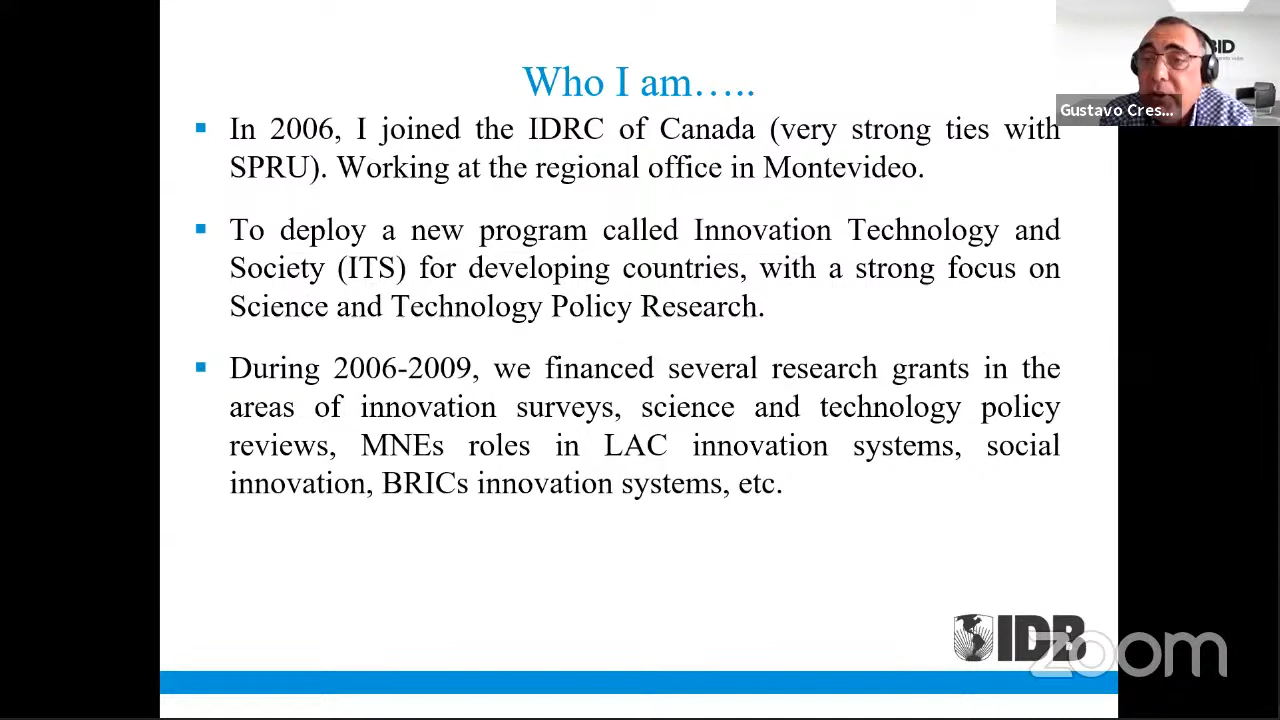 Who I am.....
▪ In 2006, I joined the IDRC of Canada (very strong ties with
SPRU). Working at the regional office in Montevideo.
▪ To deploy a new program called Innovation Technology and
Society (ITS) for developing countries, with a strong focus on
Science and Technology Policy Research.
▪ During 2006-2009, we financed several research grants in the
areas of innovation surveys, science and technology policy
reviews, MNEs roles in LAC innovation systems, social
innovation, BRICs innovation systems, etc.
BID
Gustavo Cres...
IDB
zoom